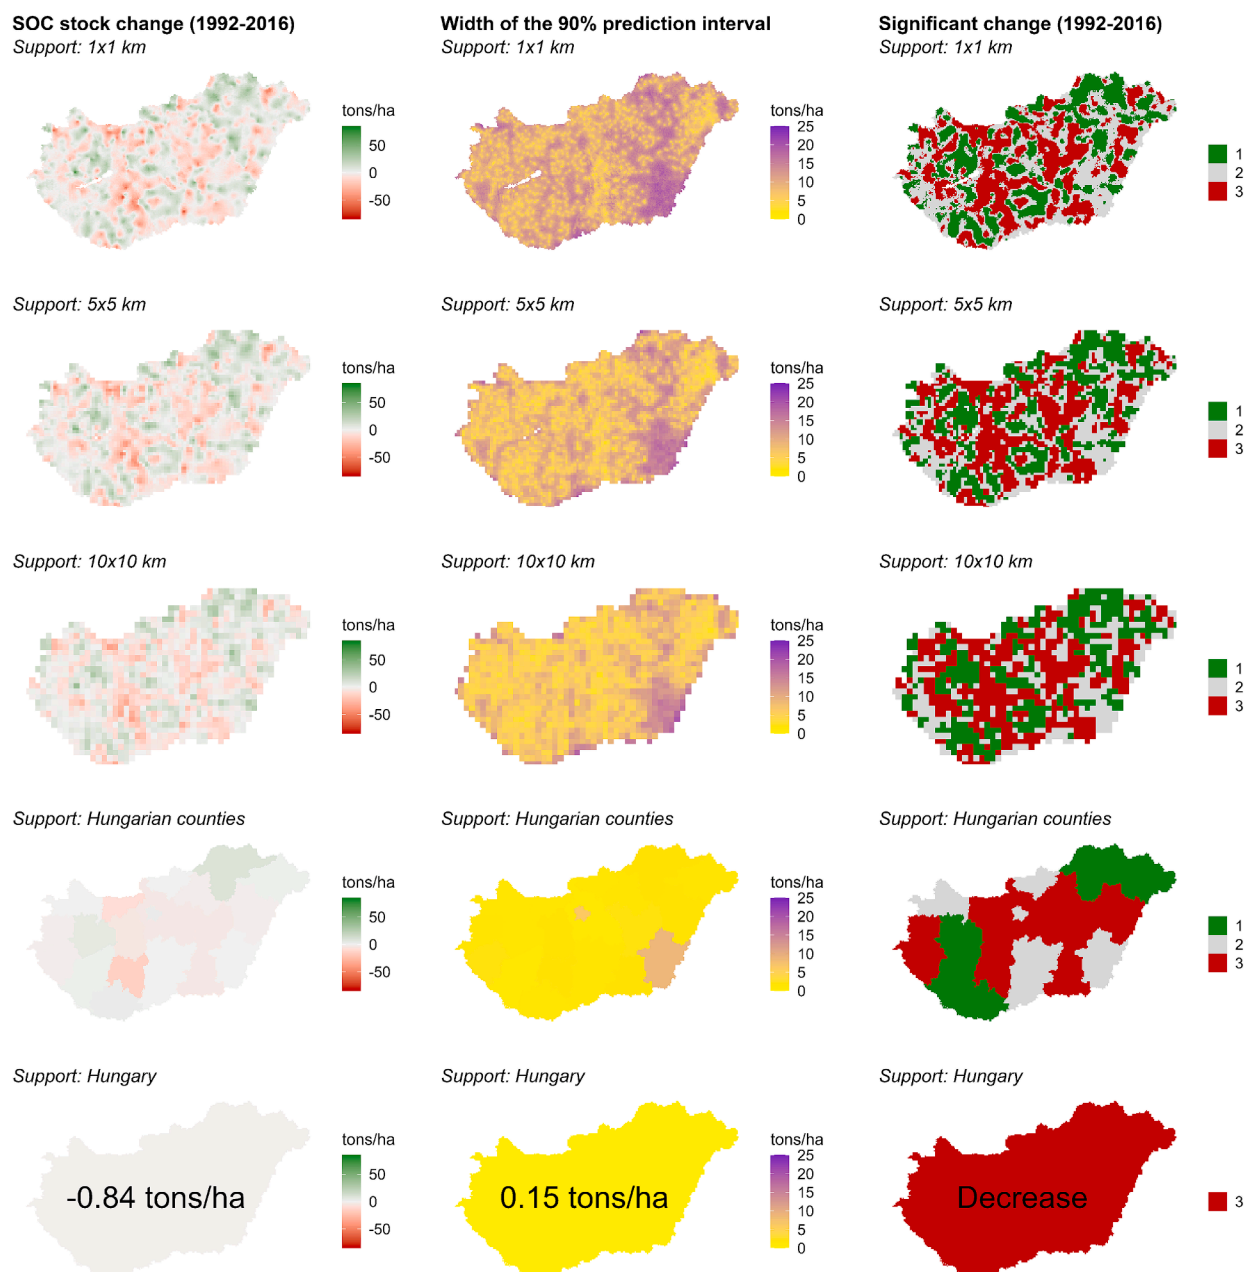 SOC stock change (1992-2016)
Support: 1x1 km
tons/ha
50
0
-50
Width of the 90% prediction interval
Support: 1x1 km
tons/ha
25
20
15
10
5
0
Significant change (1992-2016)
Support: 1x1 km
1
2
3
Support: 5x5 km
tons/ha
50
0
-50
Support: 5x5 km
tons/ha
25
20
15
10
5
0
Support: 5x5 km
1
2
3
Support: 10x10 km
tons/ha
50
0
-50
Support: 10x10 km
tons/ha
25
20
15
10
5
0
Support: 10x10 km
1
2
3
Support: Hungarian counties
tons/ha
50
0
-50
Support: Hungarian counties
tons/ha
25
20
15
10
5
0
Support: Hungarian counties
1
2
3
Support: Hungary
-0.84 tons/ha
tons/ha
50
0
-50
Support: Hungary
0.15 tons/ha
tons/ha
25
20
15
10
5
0
Support: Hungary
Decrease
3